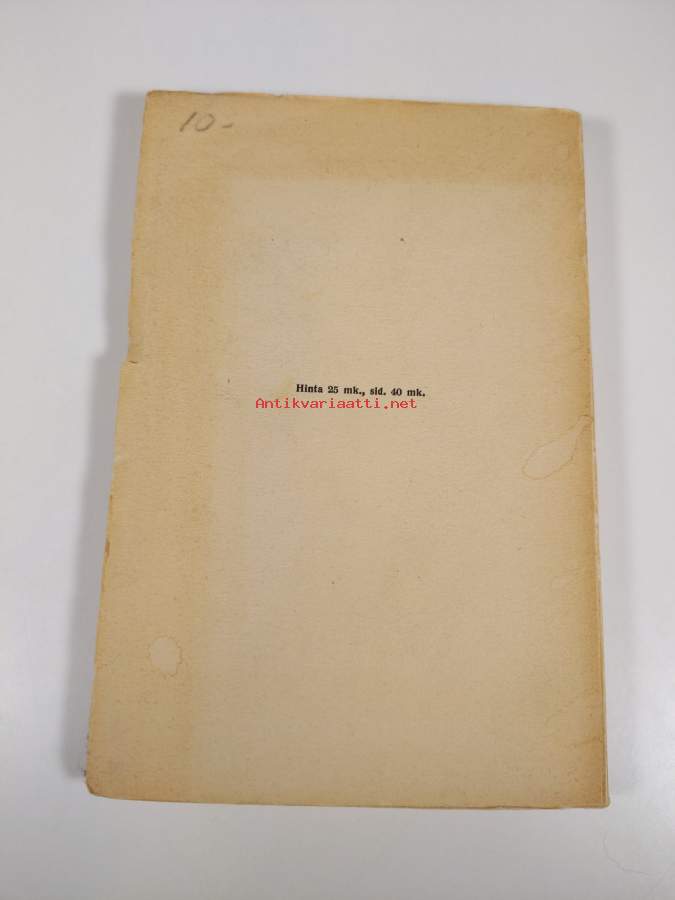 10-
Hinta 25 mk., sid. 40 mk.
Antikvariaatti.net